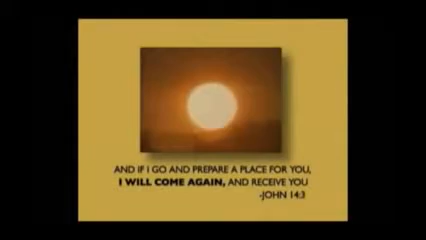 AND IF I GO AND PREPARE A PLACE FOR YOU,
I WILL COME AGAIN, AND RECEIVE YOU
-JOHN 14:3